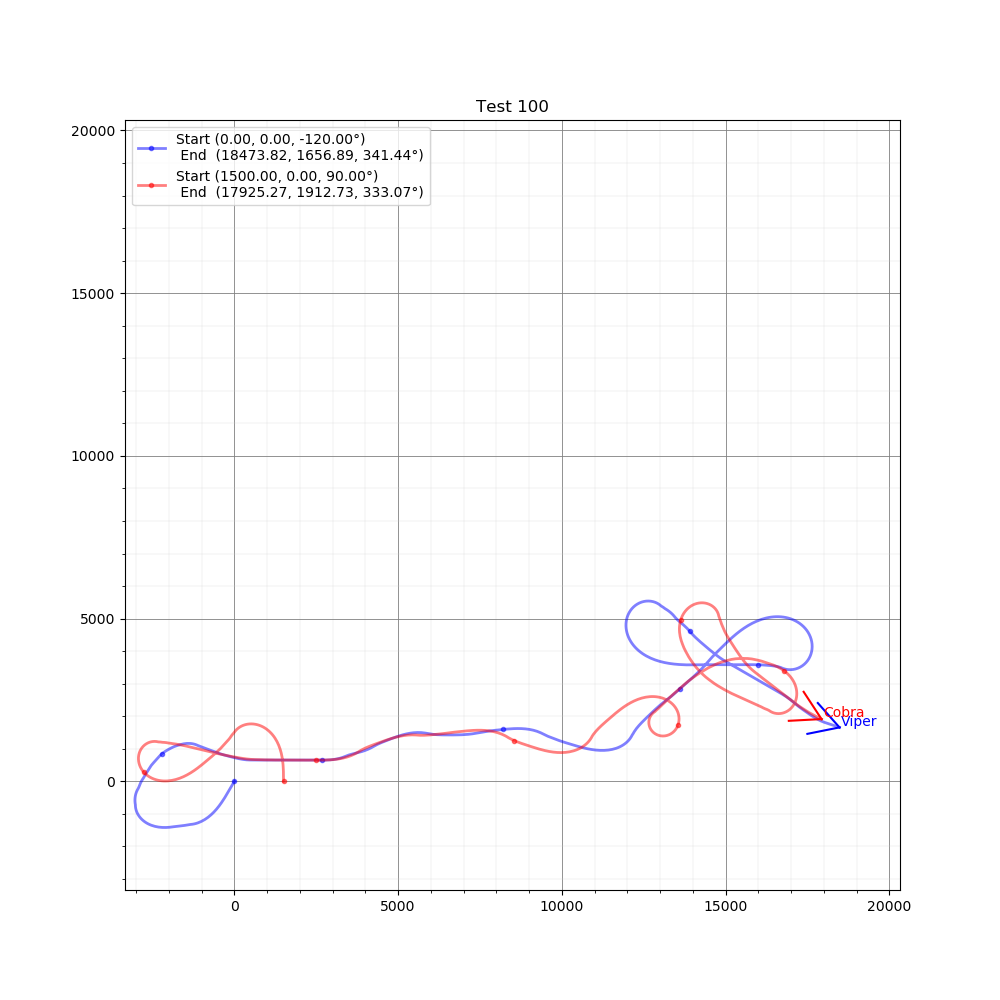 Test 100
Start (0.00, 0.00, -120.00°)
End  (18473.82, 1656.89, 341.44°)
Start (1500.00, 0.00, 90.00°)
End  (17925.27, 1912.73, 333.07°)
20000
15000
10000
5000
0
Cobra
Viper
0
5000
10000
15000
20000